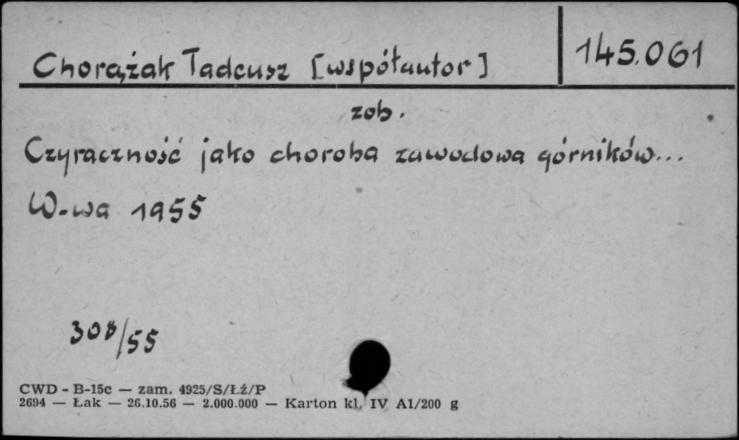 Chorążak Tadeusz [współautor]
145.061
zob.
Czyraczność jako choroba zawodowa górników...
W-wa 1955
308/55
CWD - B-15c — zam. 4925/S/Łź/P
2694 — Łak — 26.10.56 — 2.000.000 — Karton kl. IV A1/200 g